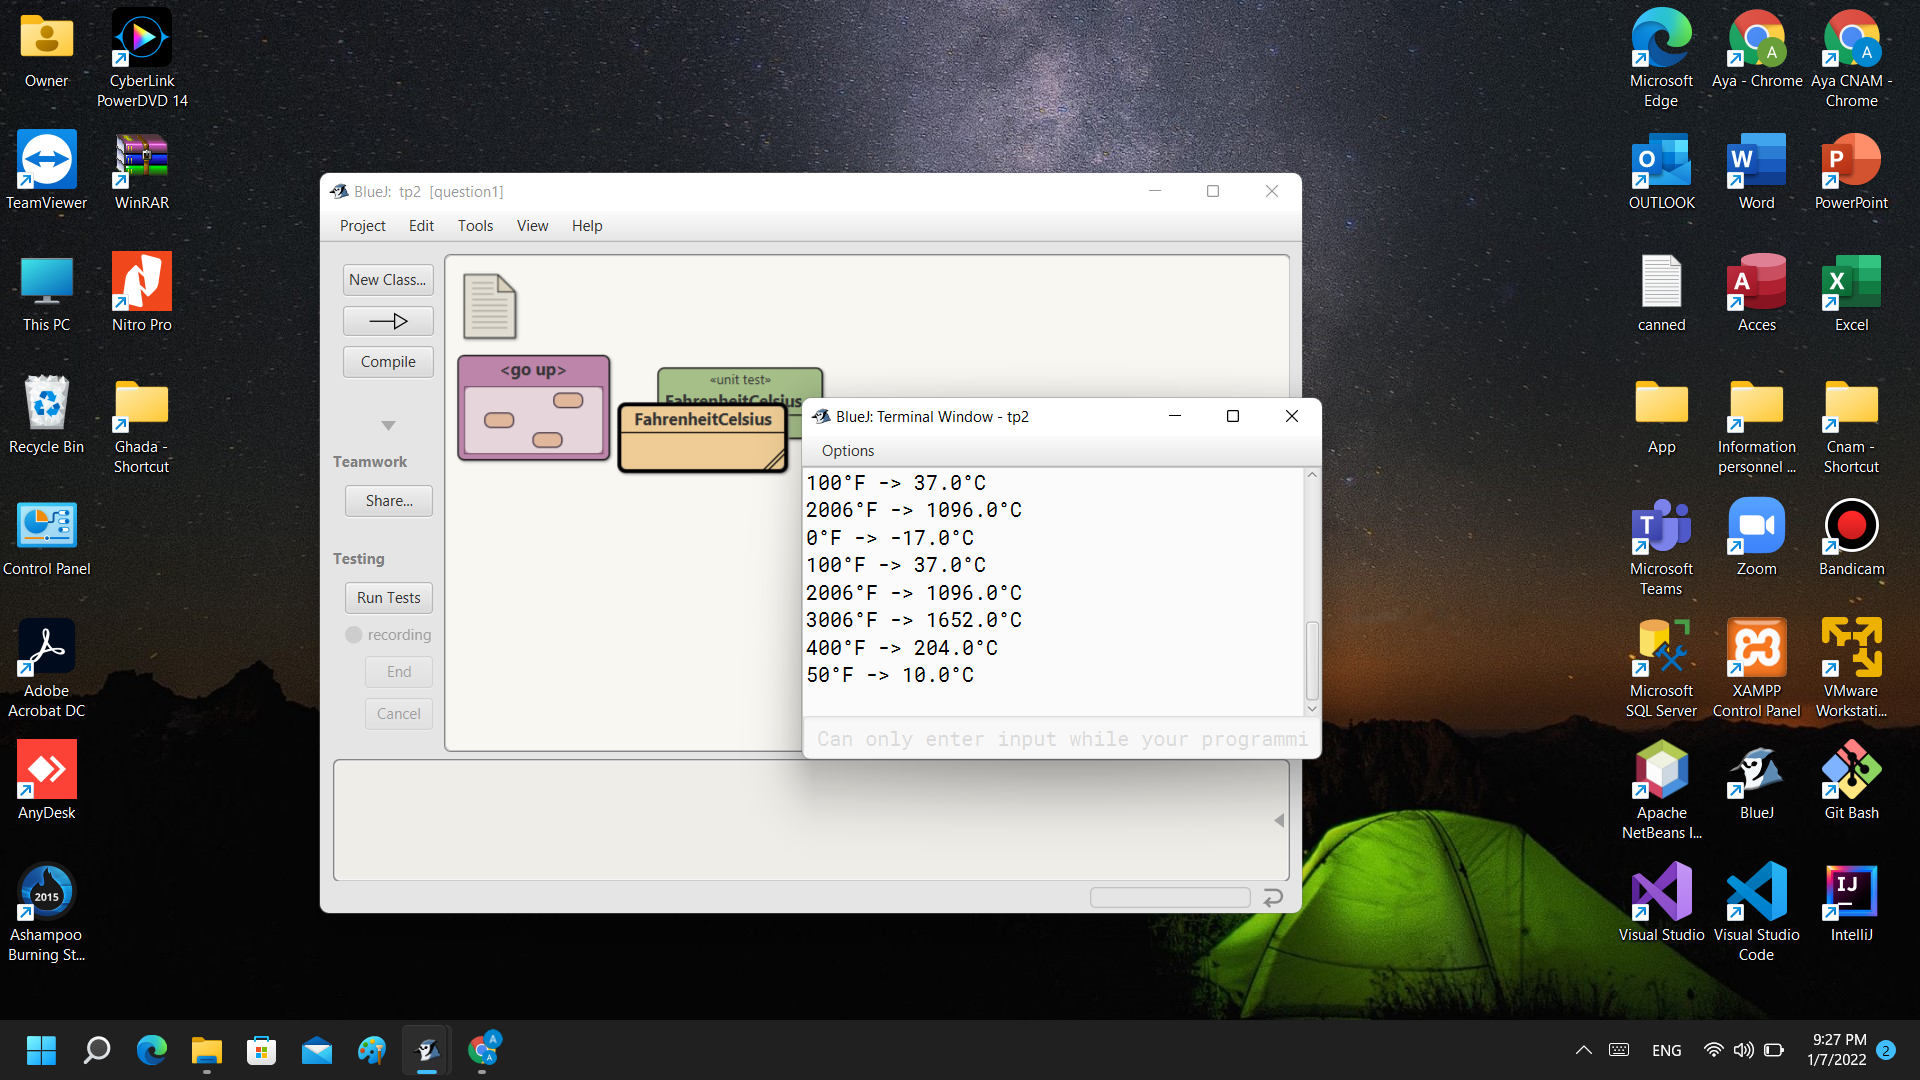 Owner
CyberLink
PowerDVD 14
TeamViewer
WinRAR
This PC
Nitro Pro
Recycle Bin
Ghada -
Shortcut
Control Panel
Adobe
Acrobat DC
AnyDesk
2015
Ashampoo
Burning St...
BlueJ: tp2 [question1]
Project Edit Tools View Help
New Class...
Compile
Teamwork
Share...
Testing
Run Tests
recording
End
Cancel
<go up>
«unit test»
FahrenheitCelsius
FahrenheitCelsius
BlueJ: Terminal Window - tp2
Options
100°F -> 37.0°C
2006°F -> 1096.0°C
0°F -> -17.0°C
100°F -> 37.0°C
2006°F -> 1096.0°C
3006°F -> 1652.0°C
400°F -> 204.0°C
50°F -> 10.0°C
Can only enter input while your programmi
Microsoft
Edge
A
Aya - Chrome
A
Aya CNAM -
Chrome
O
OUTLOOK
W
Word
P
PowerPoint
canned
A
Acces
X
Excel
App
Information
personnel ...
Cnam -
Shortcut
T
Microsoft
Teams
Zoom
Bandicam
Microsoft
SQL Server
XAMPP
Control Panel
VMware
Workstati...
Apache
NetBeans I...
BlueJ
Git Bash
Visual Studio
Visual Studio
Code
IJ
IntelliJ
A
A
ENG
9:27 PM
1/7/2022
2